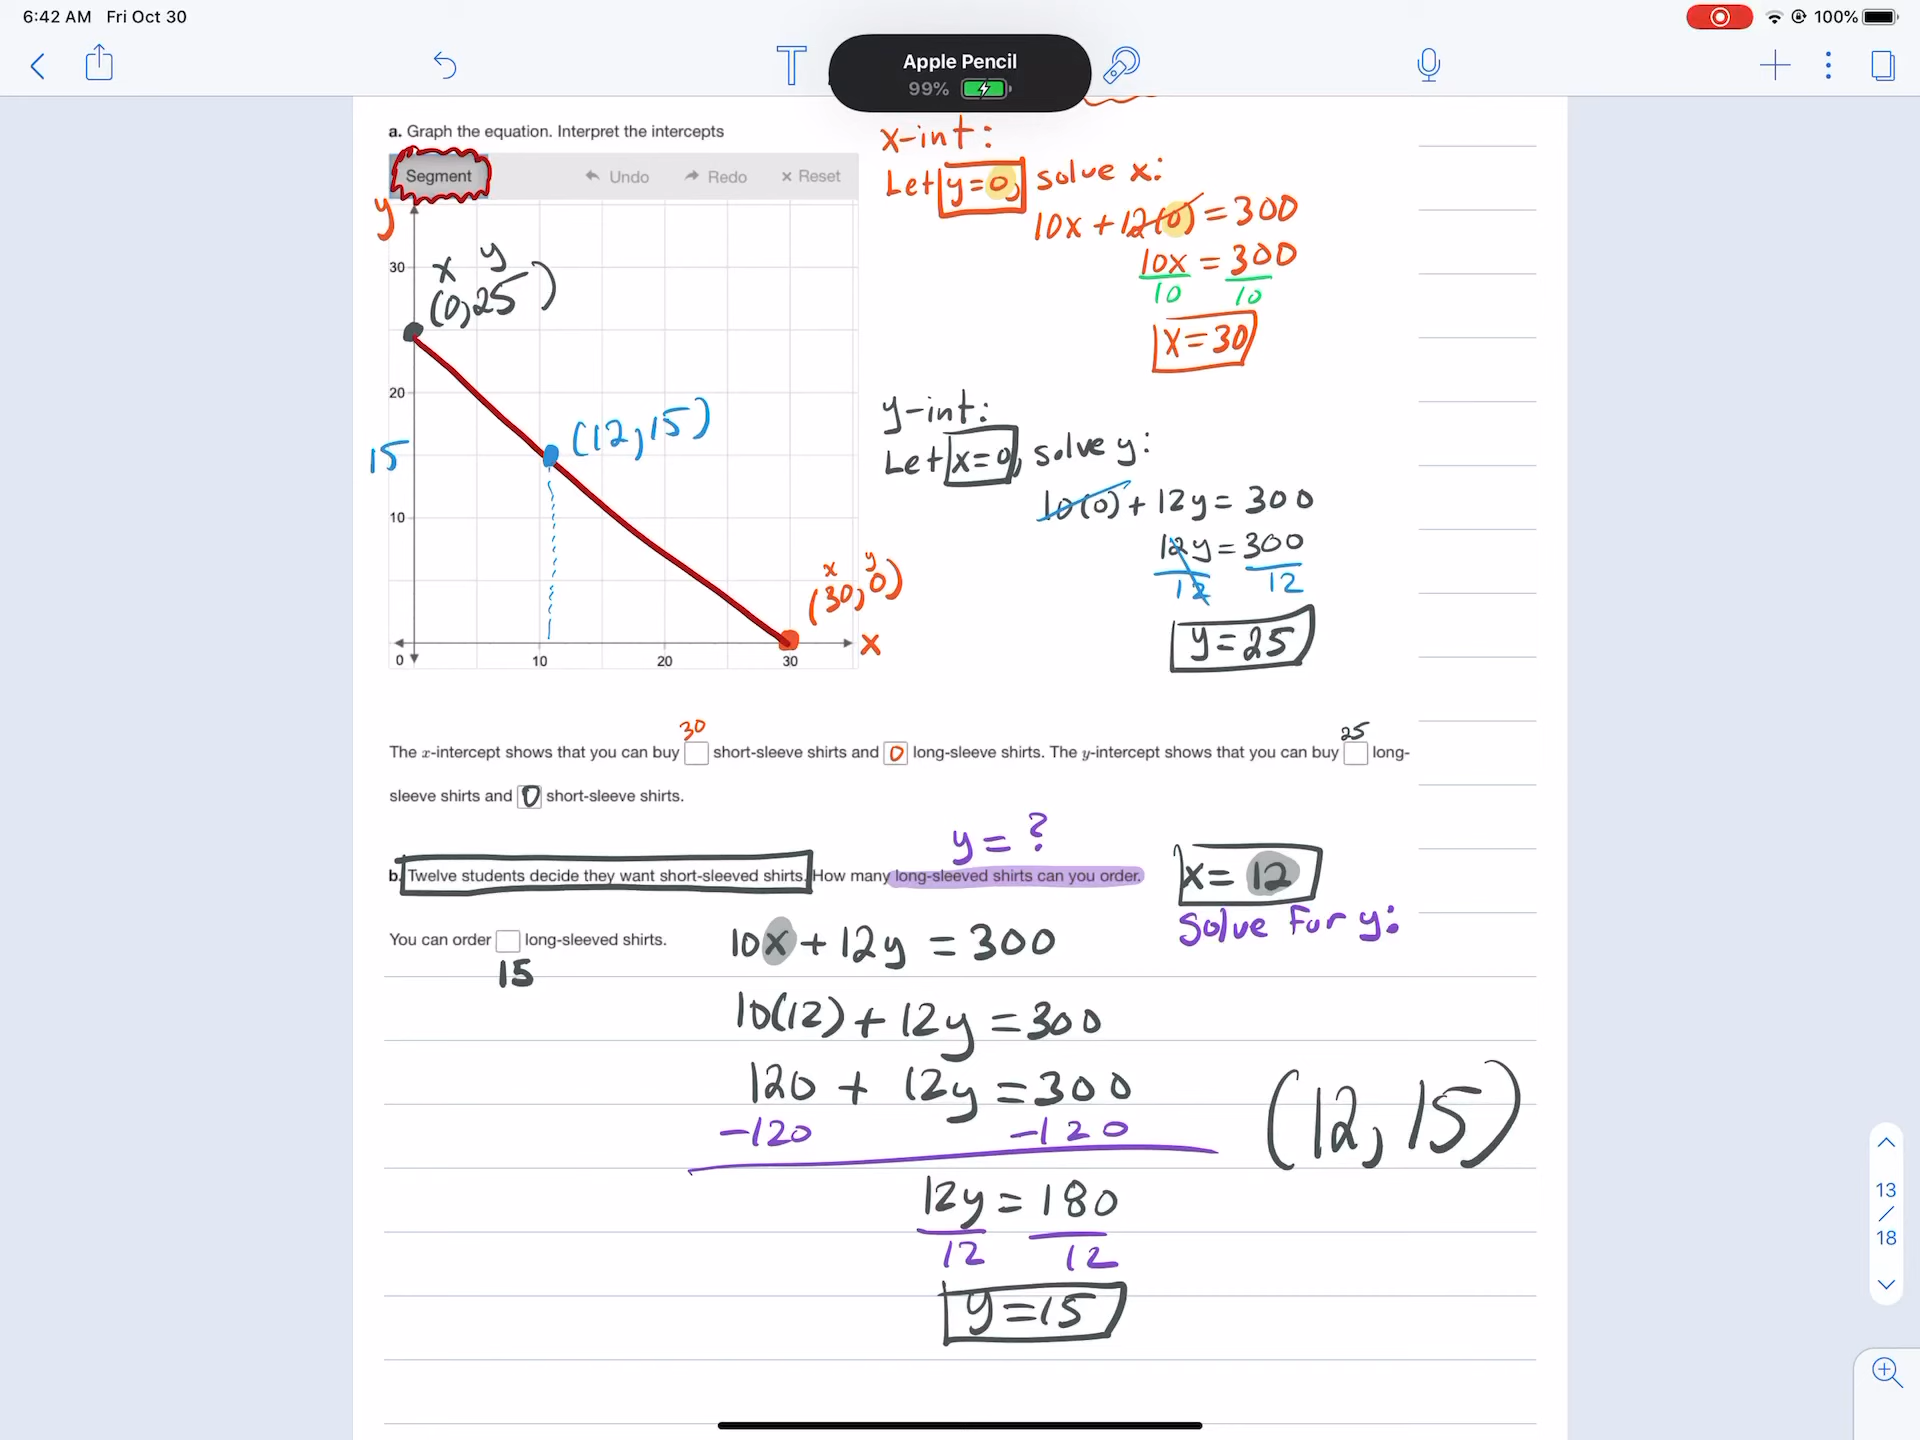 6:42 AM Fri Oct 30
100%
Apple Pencil
99%
a. Graph the equation. Interpret the intercepts
Segment
Undo
Redo
× Reset
y
30
20
15
10
0
10
20
30
x
x y
(0,25)
(12,15)
x y
(30,0)
x-int:
Let y=0, solve x:
10x + 12(0) = 300
10x = 300
10 10
x=30
y-int:
Let x=0, solve y:
10(0) + 12y = 300
12y = 300
12 12
y=25
30
25
The x-intercept shows that you can buy short-sleeve shirts and 0 long-sleeve shirts. The y-intercept shows that you can buy long-
sleeve shirts and 0 short-sleeve shirts.
y = ?
b. Twelve students decide they want short-sleeved shirts. How many long-sleeved shirts can you order.
x= 12
Solve for y:
You can order long-sleeved shirts.
15
10x + 12y = 300
10(12) + 12y = 300
120 + 12y = 300
-120 -120
12y = 180
12 12
y=15
(12, 15)
13
/
18